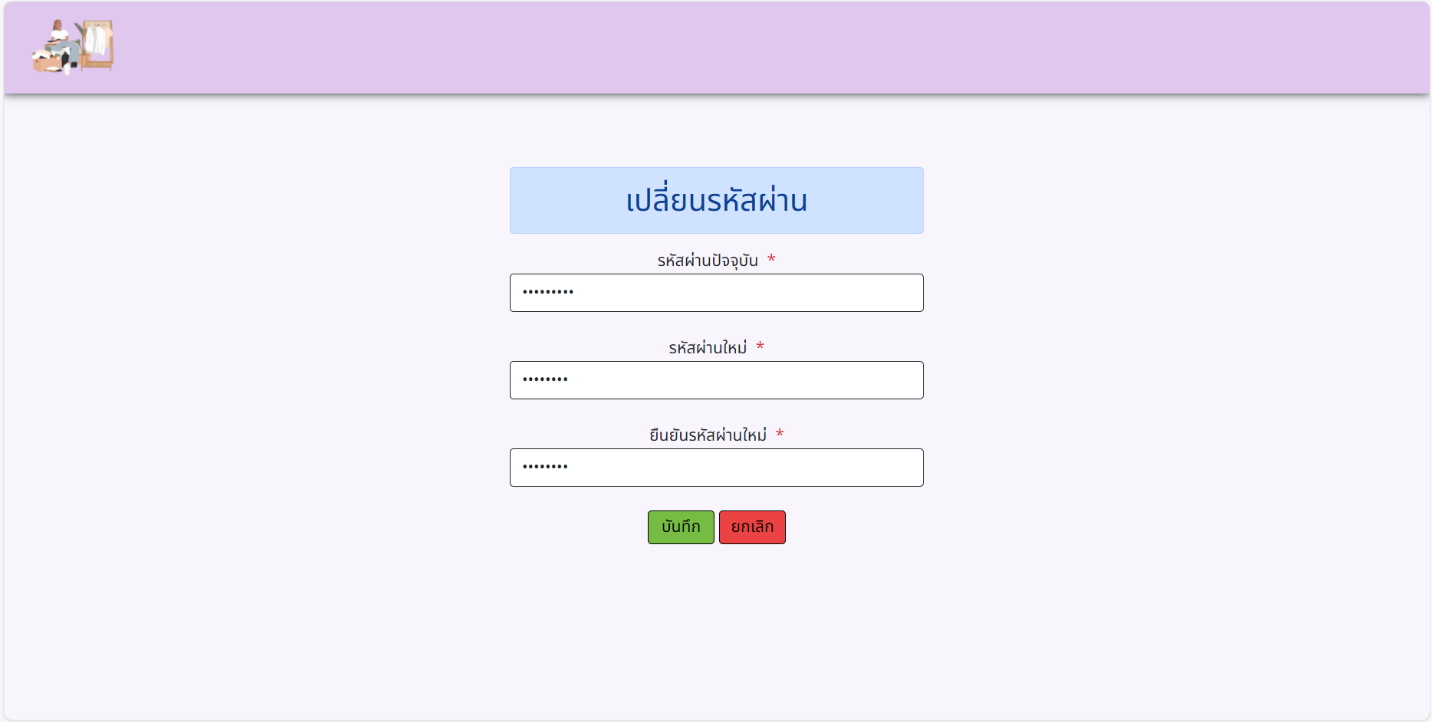 เปลี่ยนรหัสผ่าน
รหัสผ่านปัจจุบัน *
•••••••••
รหัสผ่านใหม่ *
••••••••
ยืนยันรหัสผ่านใหม่ *
••••••••
บันทึก ยกเลิก